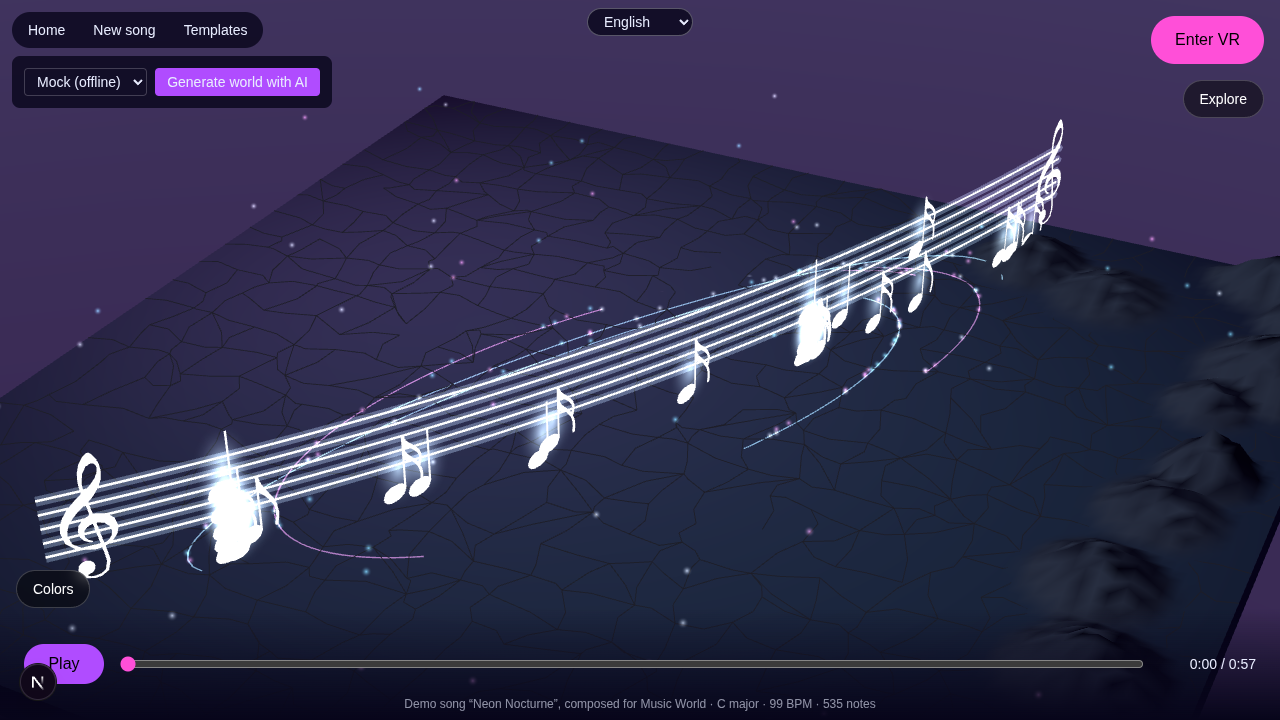 Home New song Templates
English
Enter VR
Mock (offline) Generate world with AI
Explore
Colors
Play
N
0:00 / 0:57
Demo song “Neon Nocturne”, composed for Music World · C major · 99 BPM · 535 notes